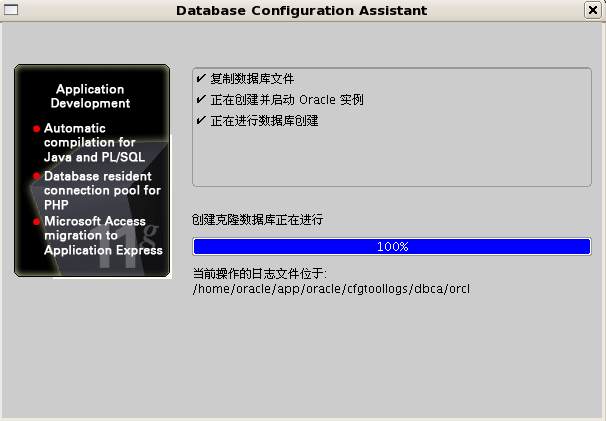 Database Configuration Assistant
Application
Development
Automatic
compilation for
Java and PL/SQL
Database resident
connection pool for
PHP
Microsoft Access
migration to
Application Express
11g
复制数据库文件
正在创建并启动 Oracle 实例
正在进行数据库创建
创建克隆数据库正在进行
100%
当前操作的日志文件位于:
/home/oracle/app/oracle/cfgtoollogs/dbca/orcl